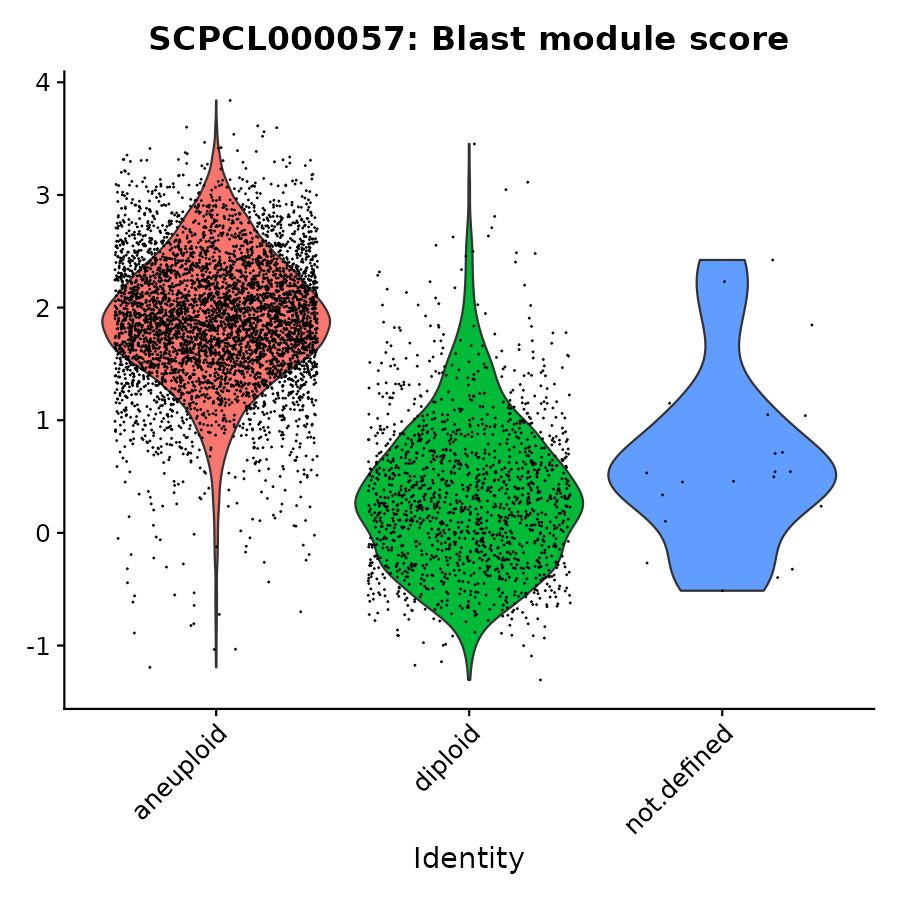 SCPCL000057: Blast module score
4
3
2
1
0
-1
aneuploid
diploid
not.defined
Identity